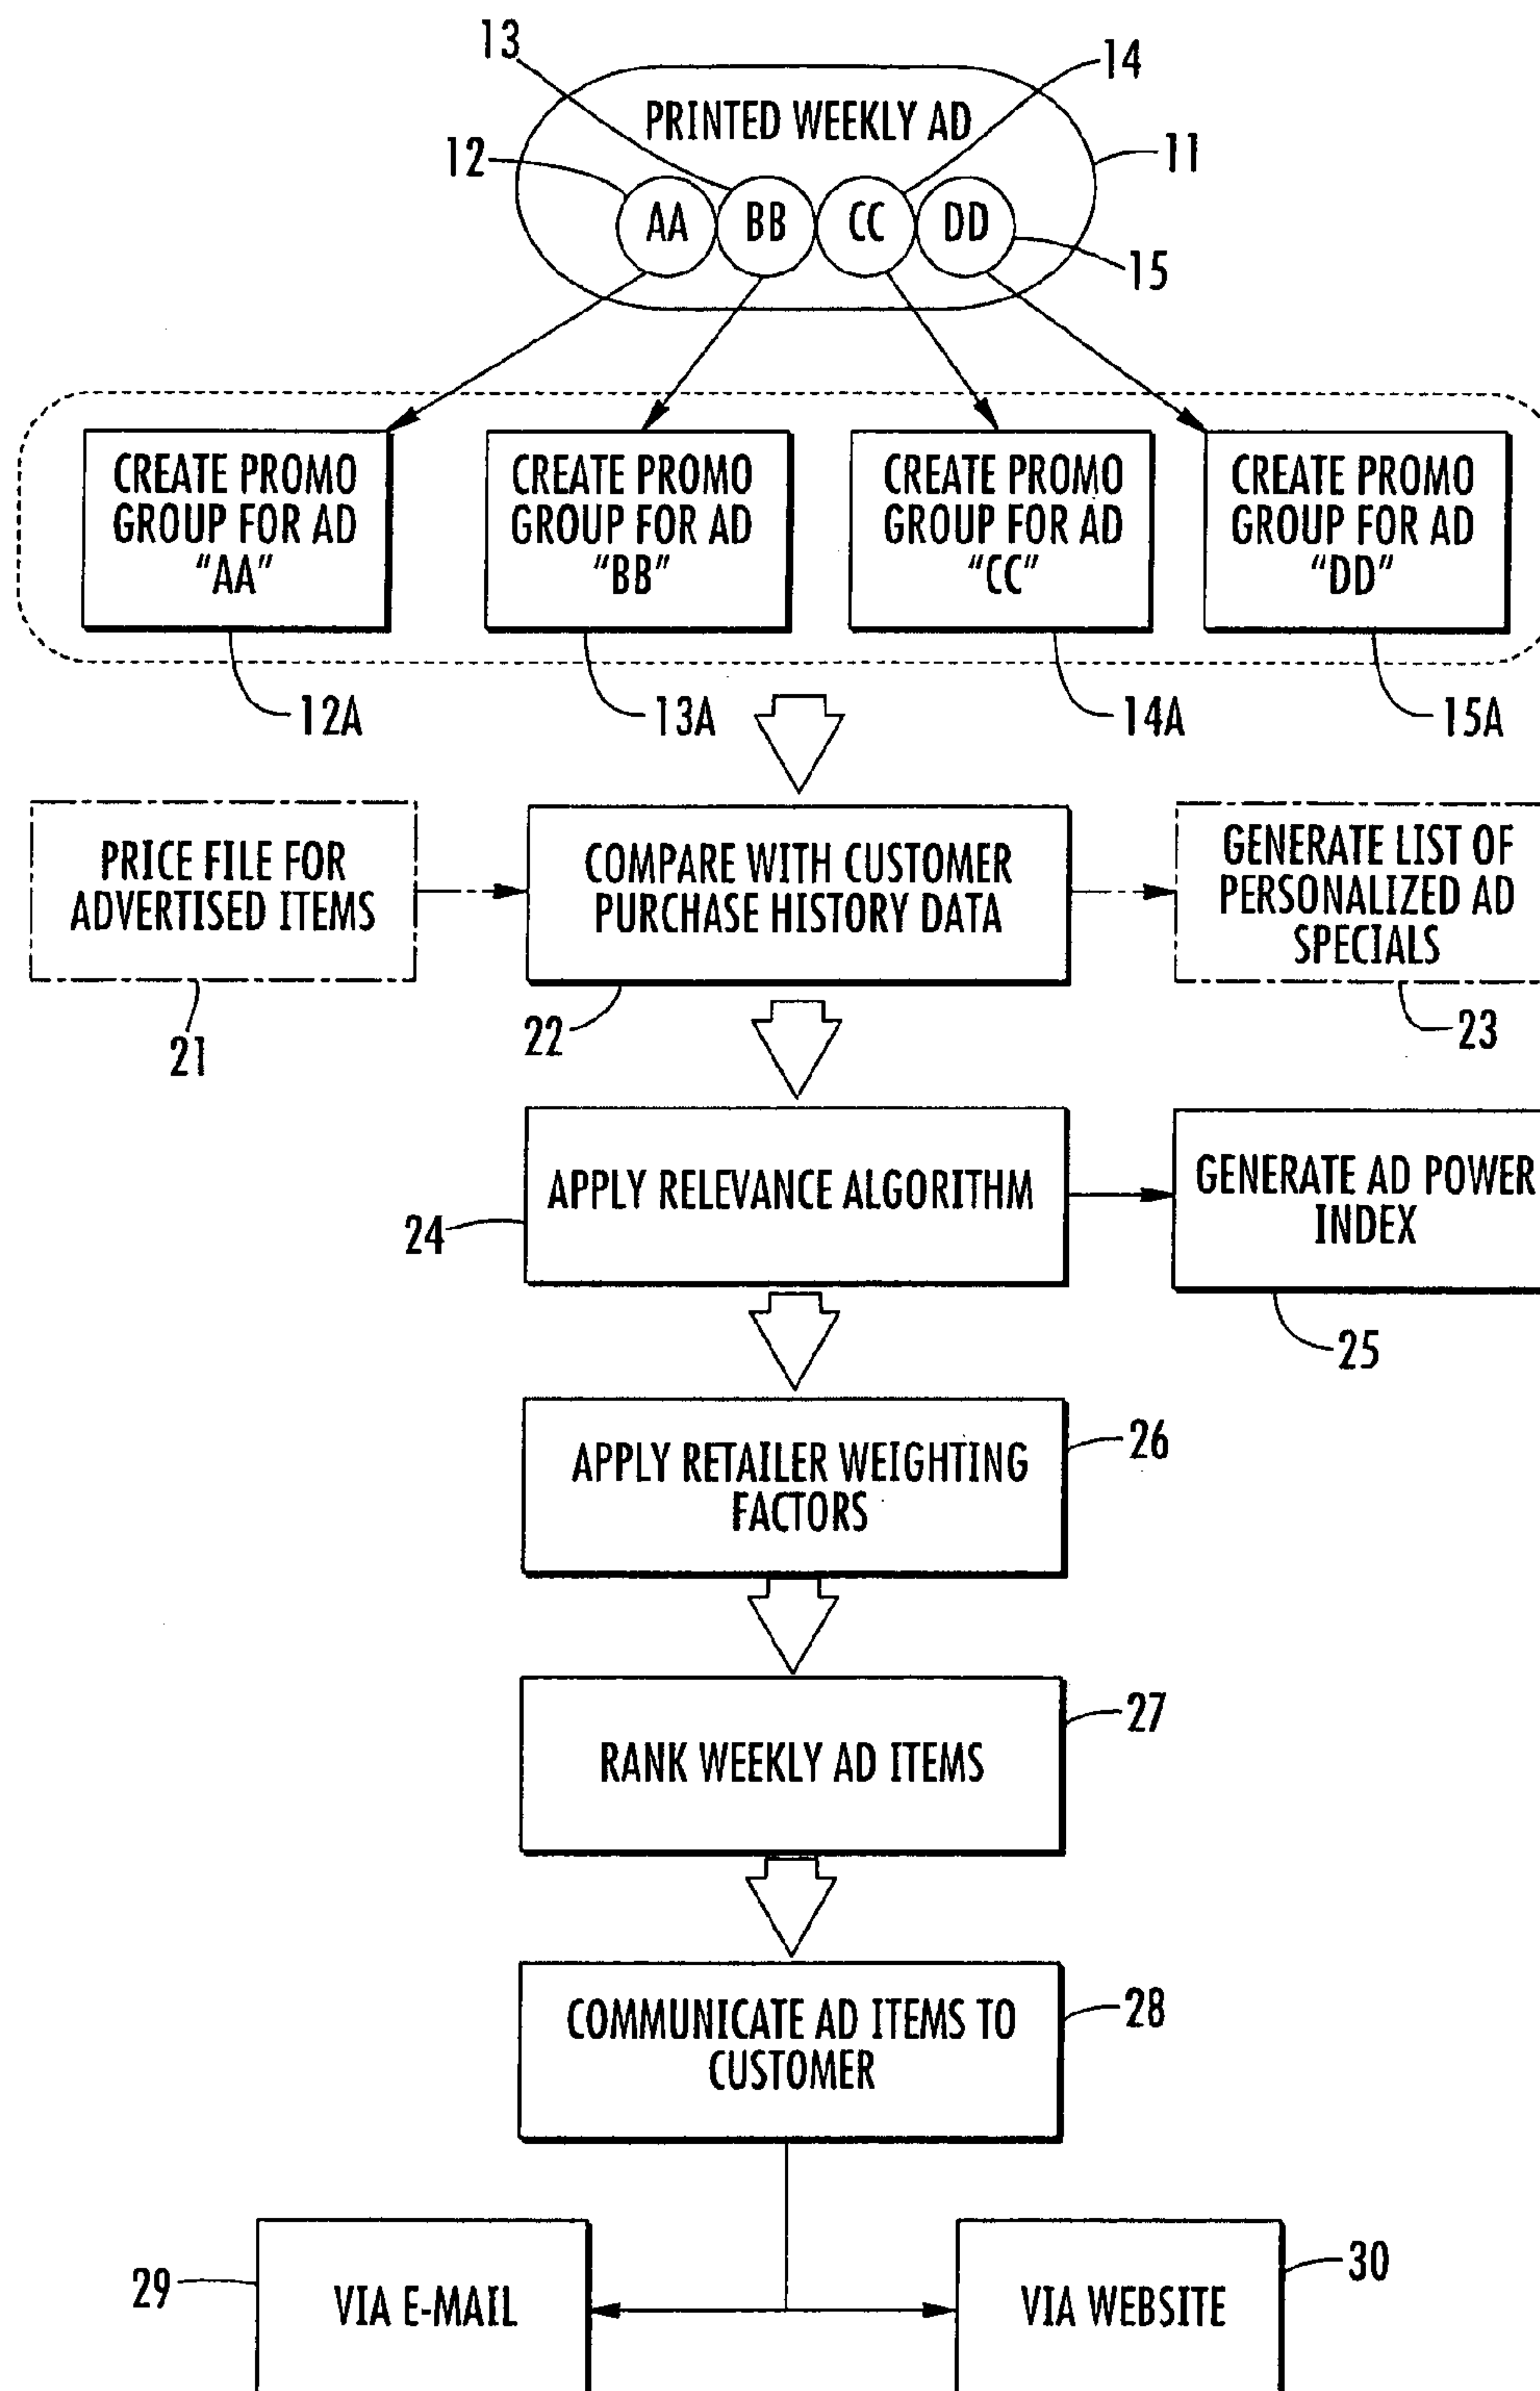 13
14
PRINTED WEEKLY AD
12
11
AA
BB
CC
DD
15
CREATE PROMO
GROUP FOR AD
"AA"
CREATE PROMO
GROUP FOR AD
"BB"
CREATE PROMO
GROUP FOR AD
"CC"
CREATE PROMO
GROUP FOR AD
"DD"
12A
13A
14A
15A
PRICE FILE FOR
ADVERTISED ITEMS
COMPARE WITH CUSTOMER
PURCHASE HISTORY DATA
GENERATE LIST OF
PERSONALIZED AD
SPECIALS
21
22
23
APPLY RELEVANCE ALGORITHM
GENERATE AD POWER
INDEX
24
25
APPLY RETAILER WEIGHTING
FACTORS
26
RANK WEEKLY AD ITEMS
27
COMMUNICATE AD ITEMS TO
CUSTOMER
28
29
VIA E-MAIL
VIA WEBSITE
30